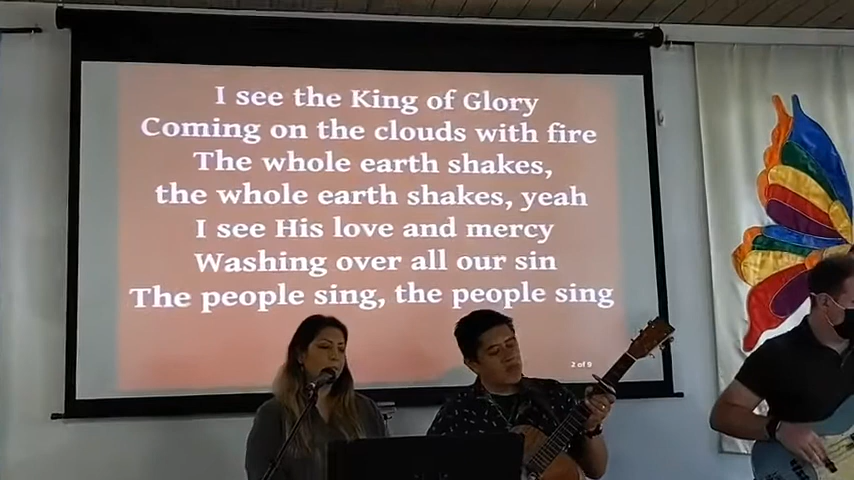 I see the King of Glory
Coming on the clouds with fire
The whole earth shakes,
the whole earth shakes, yeah
I see His love and mercy
Washing over all our sin
The people sing, the people sing
2 of 9